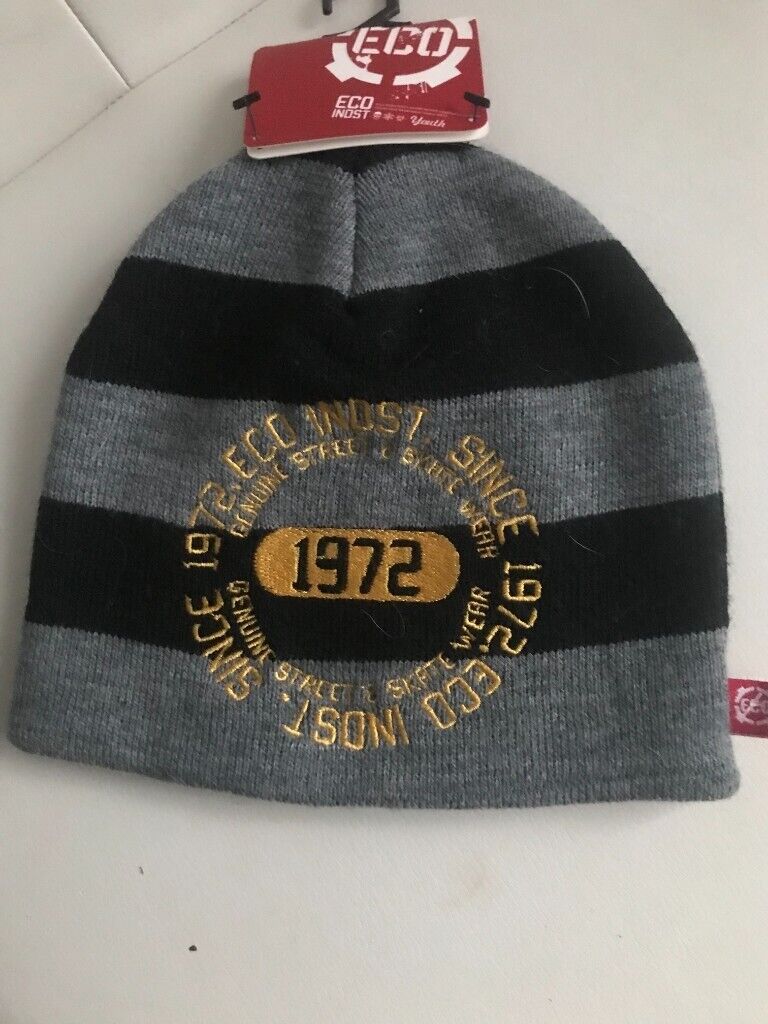 ECO
ECO
INDST
Youth
ECO INDST. SINCE 1972.
GENUINE STREET & SKATE WEAR
1972
GENUINE STREET & SKATE WEAR
ECO INDST. SINCE 1972.